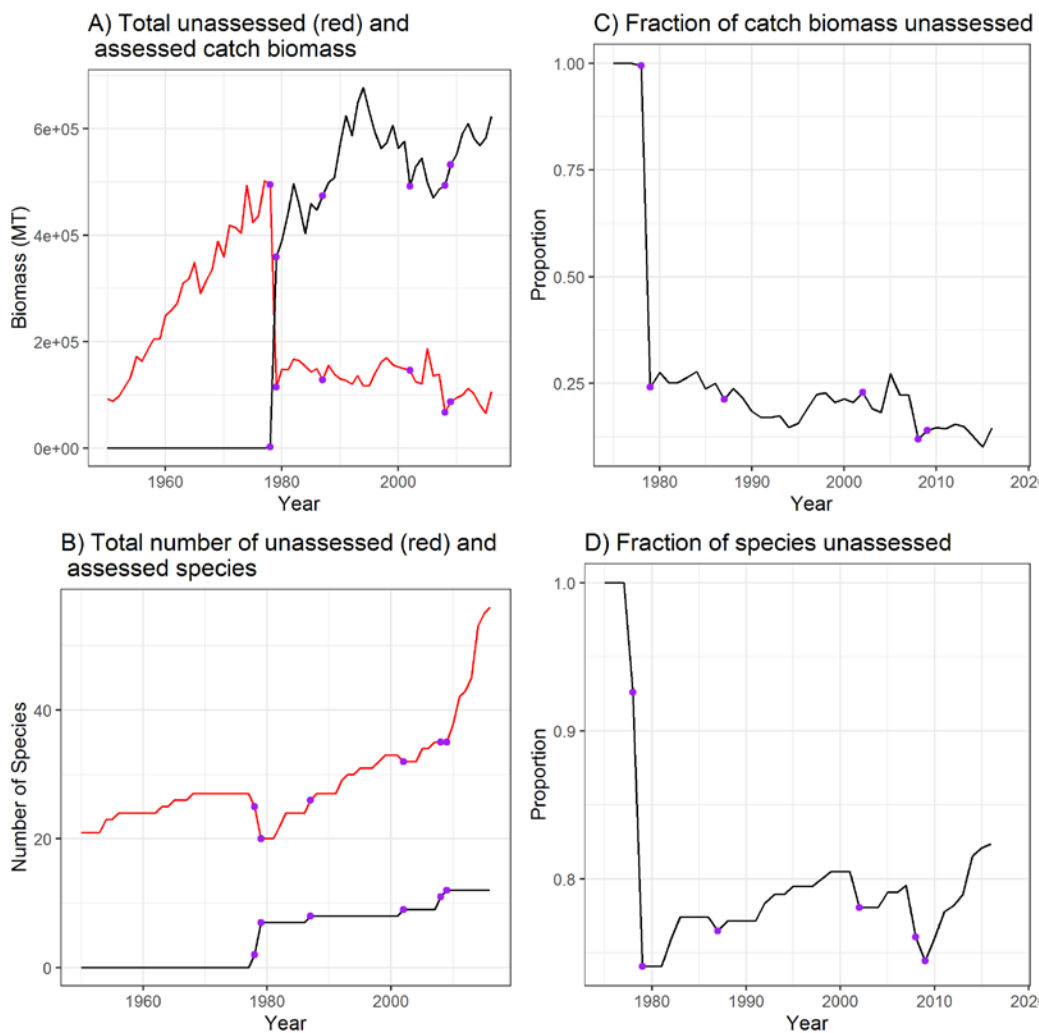 A) Total unassessed (red) and
assessed catch biomass
6e+05
4e+05
2e+05
0e+00
Biomass (MT)
1960
1980
2000
Year
C) Fraction of catch biomass unassessed
1.00
0.75
0.50
0.25
Proportion
1980
1990
2000
2010
202
Year
B) Total number of unassessed (red) and
assessed species
40
20
0
Number of Species
1960
1980
2000
Year
D) Fraction of species unassessed
1.0
0.9
0.8
Proportion
1980
1990
2000
2010
202
Year